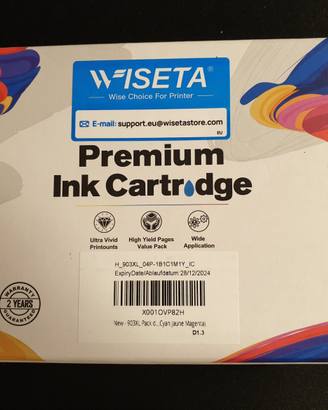 WISETA®
Wise Choice For Printer
E-mail: support.eu@wisetastore.com
EU
Premium
Ink Cartridge
Ultra Vivid
Printounts
High Yield Pages
Value Pack
Wide
Application
H_903XL_04P-1B1C1M1Y_IC
ExpiryDate/Ablaufdatum: 28/12/2024
X001OVP82H
New - 903XL Pack d...Cyan Jaune Magenta)
D1.3
WARRANTY
2 YEARS
GUARANTEED